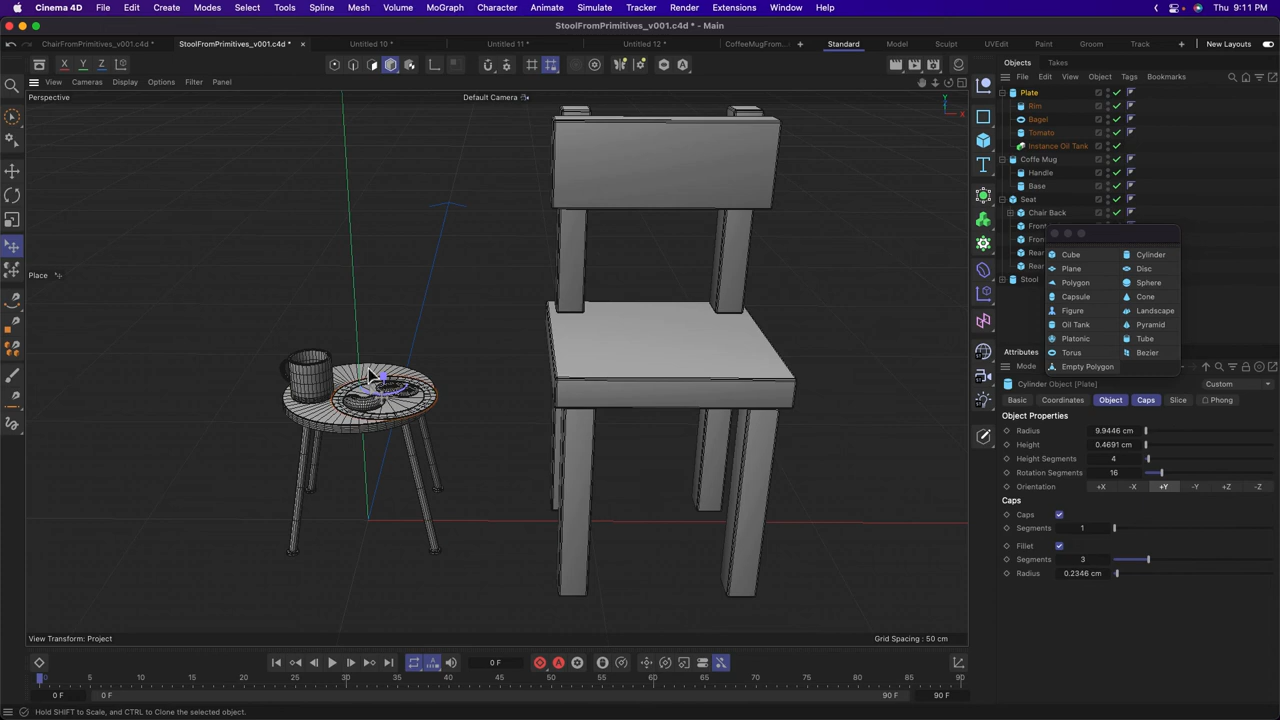 Cinema 4D File Edit Create Modes Select Tools Spline Mesh Volume MoGraph Character Animate Simulate Tracker Render Extensions Window Help Thu 9:11 PM
StoolFromPrimitives_v001.c4d * - Main
ChairFromPrimitives_v001.c4d * StoolFromPrimitives_v001.c4d * Untitled 10 * Untitled 11 * Untitled 12 * CoffeeMugFrom... Standard Model Sculpt UVEdit Paint Groom Track New Layouts
X Y Z Objects Takes
View Cameras Display Options Filter Panel File Edit View Object Tags Bookmarks
Perspective Default Camera Y X Plate
Rim
Bagel
Tomato
Instance Oil Tank
Coffe Mug
Handle
Base
Seat
Chair Back
Front
Front
Rear
Rear
Stool
Place
Cube Cylinder
Plane Disc
Polygon Sphere
Capsule Cone
Figure Landscape
Oil Tank Pyramid
Platonic Tube
Torus Bezier
Empty Polygon
Attributes
Mode
Cylinder Object [Plate] Custom
Basic Coordinates Object Caps Slice Phong
Object Properties
Radius 9.9446 cm
Height 0.4691 cm
Height Segments 4
Rotation Segments 16
Orientation +X -X +Y -Y +Z -Z
Caps
Caps
Segments 1
Fillet
Segments 3
Radius 0.2346 cm
View Transform: Project Grid Spacing : 50 cm
0 F
0 5 10 15 20 25 30 35 40 45 50 55 60 65 70 75 80 85 90
0 F 0 F 90 F 90 F
Hold SHIFT to Scale, and CTRL to Clone the selected object.